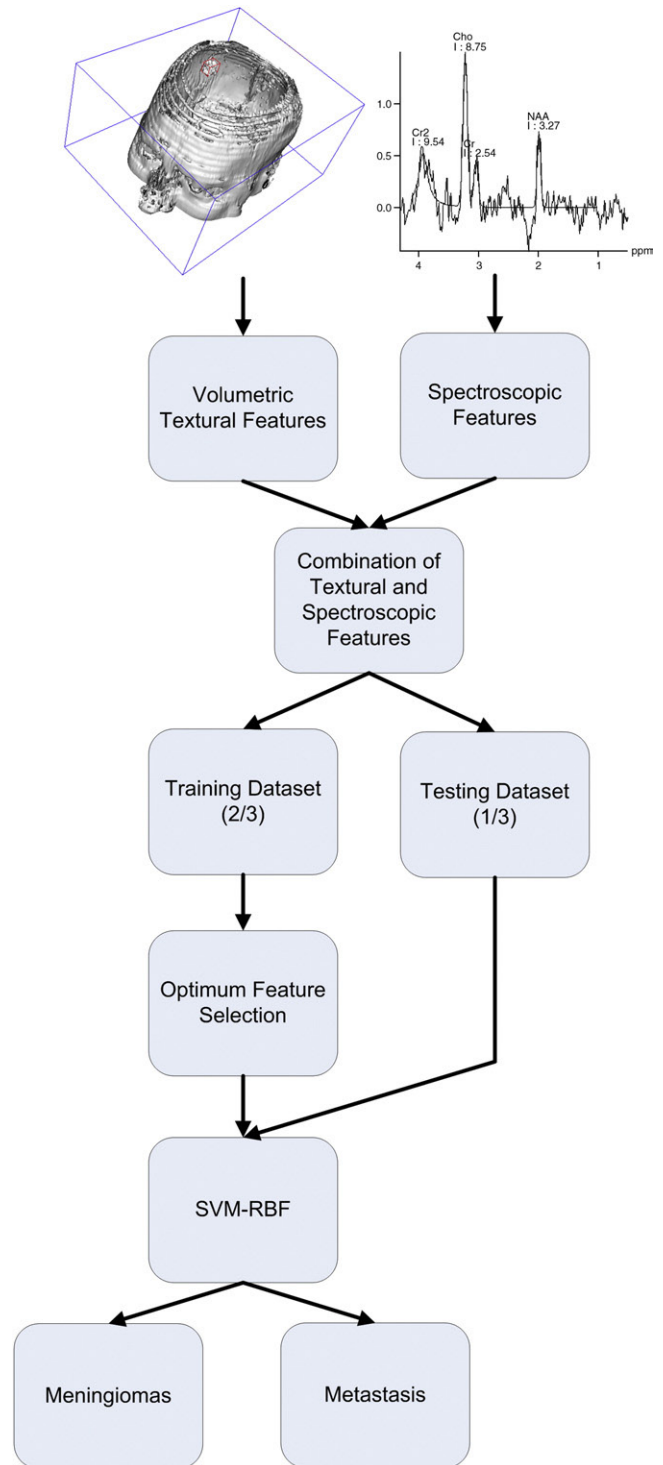 Cho
I : 8.75
1.0
NAA
I : 3.27
Cr2
I : 9.54
Cr
I : 2.54
0.5
0.0
ppm
4
3
2
1
Volumetric
Textural Features
Spectroscopic
Features
Combination of
Textural and
Spectroscopic
Features
Training Dataset
(2/3)
Testing Dataset
(1/3)
Optimum Feature
Selection
SVM-RBF
Meningiomas
Metastasis